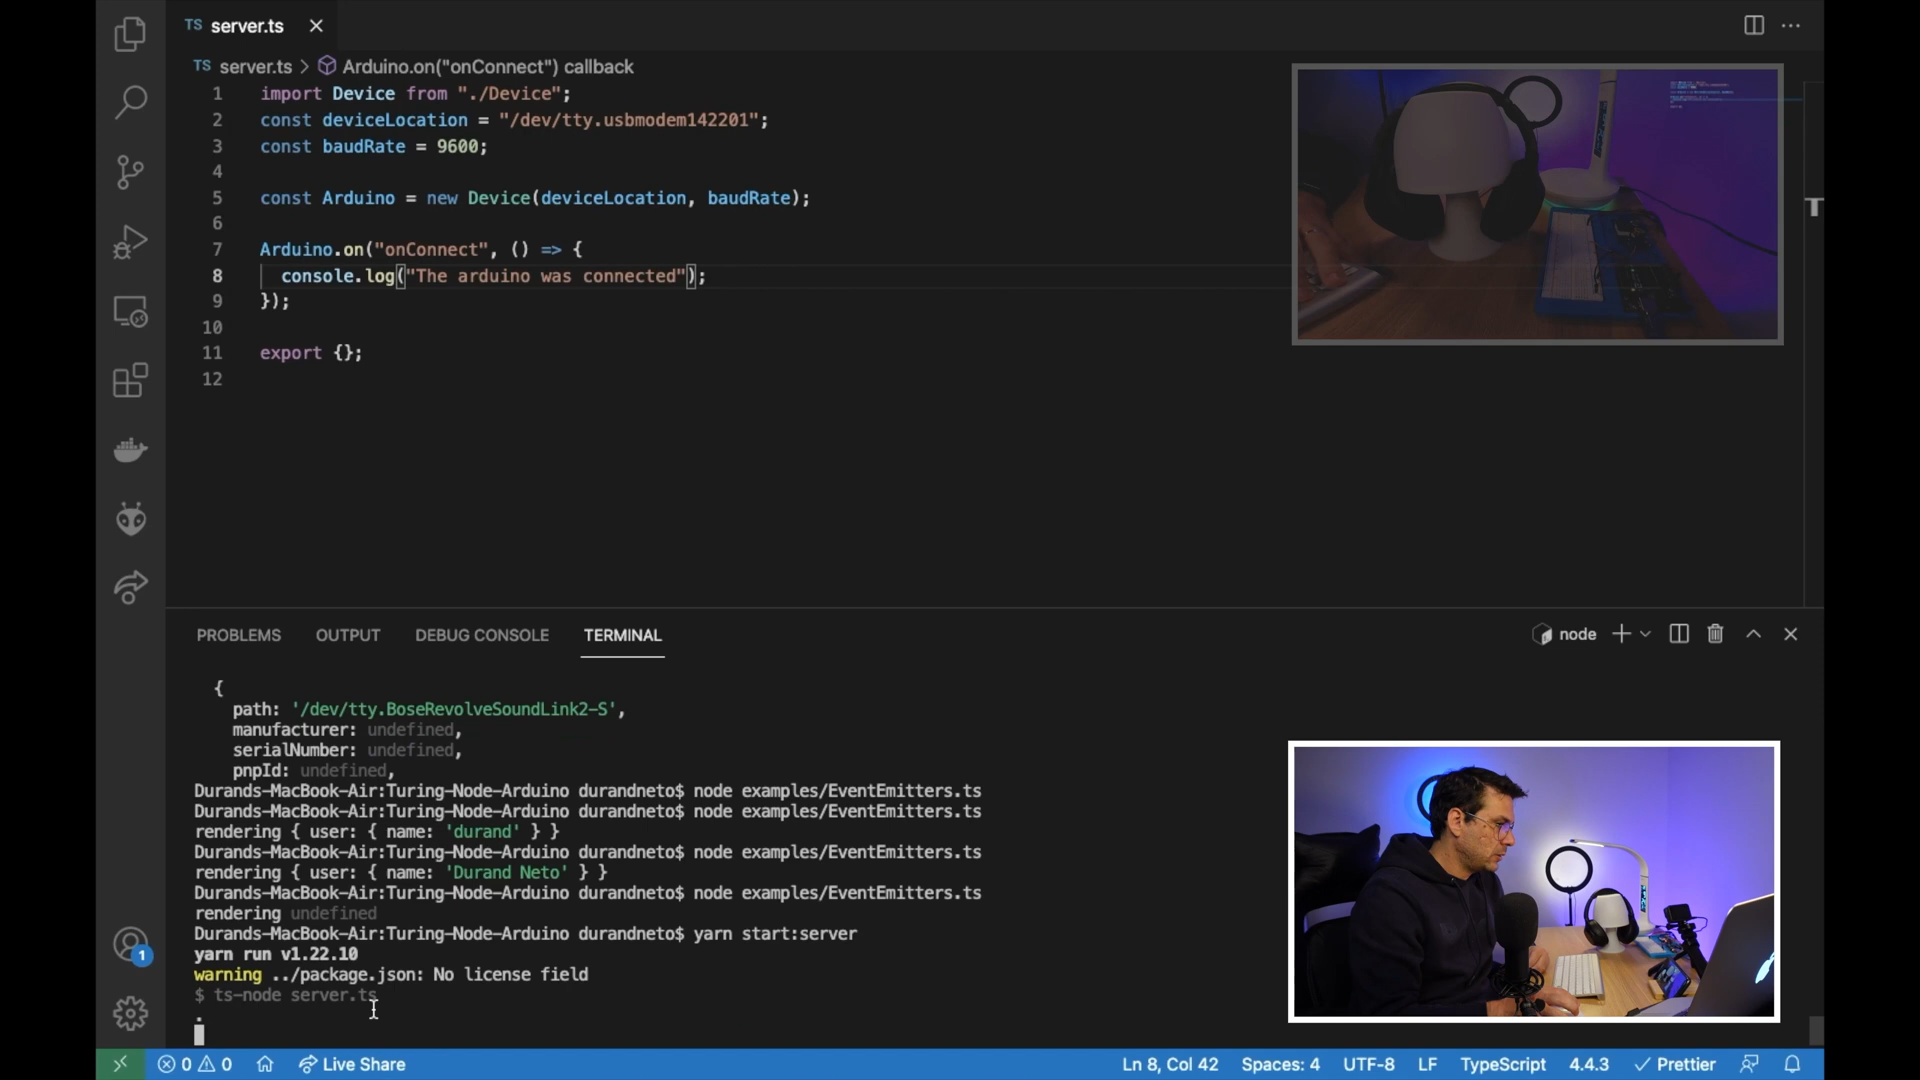 TS server.ts
TS server.ts > Arduino.on("onConnect") callback
1 import Device from "./Device";
2 const deviceLocation = "/dev/tty.usbmodem142201";
3 const baudRate = 9600;
4
5 const Arduino = new Device(deviceLocation, baudRate);
6
7 Arduino.on("onConnect", () => {
8 console.log("The arduino was connected");
9 });
10
11 export {};
12
PROBLEMS OUTPUT DEBUG CONSOLE TERMINAL node
{
path: '/dev/tty.BoseRevolveSoundLink2-S',
manufacturer: undefined,
serialNumber: undefined,
pnpId: undefined,
Durands-MacBook-Air:Turing-Node-Arduino durandneto$ node examples/EventEmitters.ts
Durands-MacBook-Air:Turing-Node-Arduino durandneto$ node examples/EventEmitters.ts
rendering { user: { name: 'durand' } }
Durands-MacBook-Air:Turing-Node-Arduino durandneto$ node examples/EventEmitters.ts
rendering { user: { name: 'Durand Neto' } }
Durands-MacBook-Air:Turing-Node-Arduino durandneto$ node examples/EventEmitters.ts
rendering undefined
Durands-MacBook-Air:Turing-Node-Arduino durandneto$ yarn start:server
yarn run v1.22.10
warning ../package.json: No license field
$ ts-node server.ts
.
1
0 0 Live Share Ln 8, Col 42 Spaces: 4 UTF-8 LF TypeScript 4.4.3 Prettier